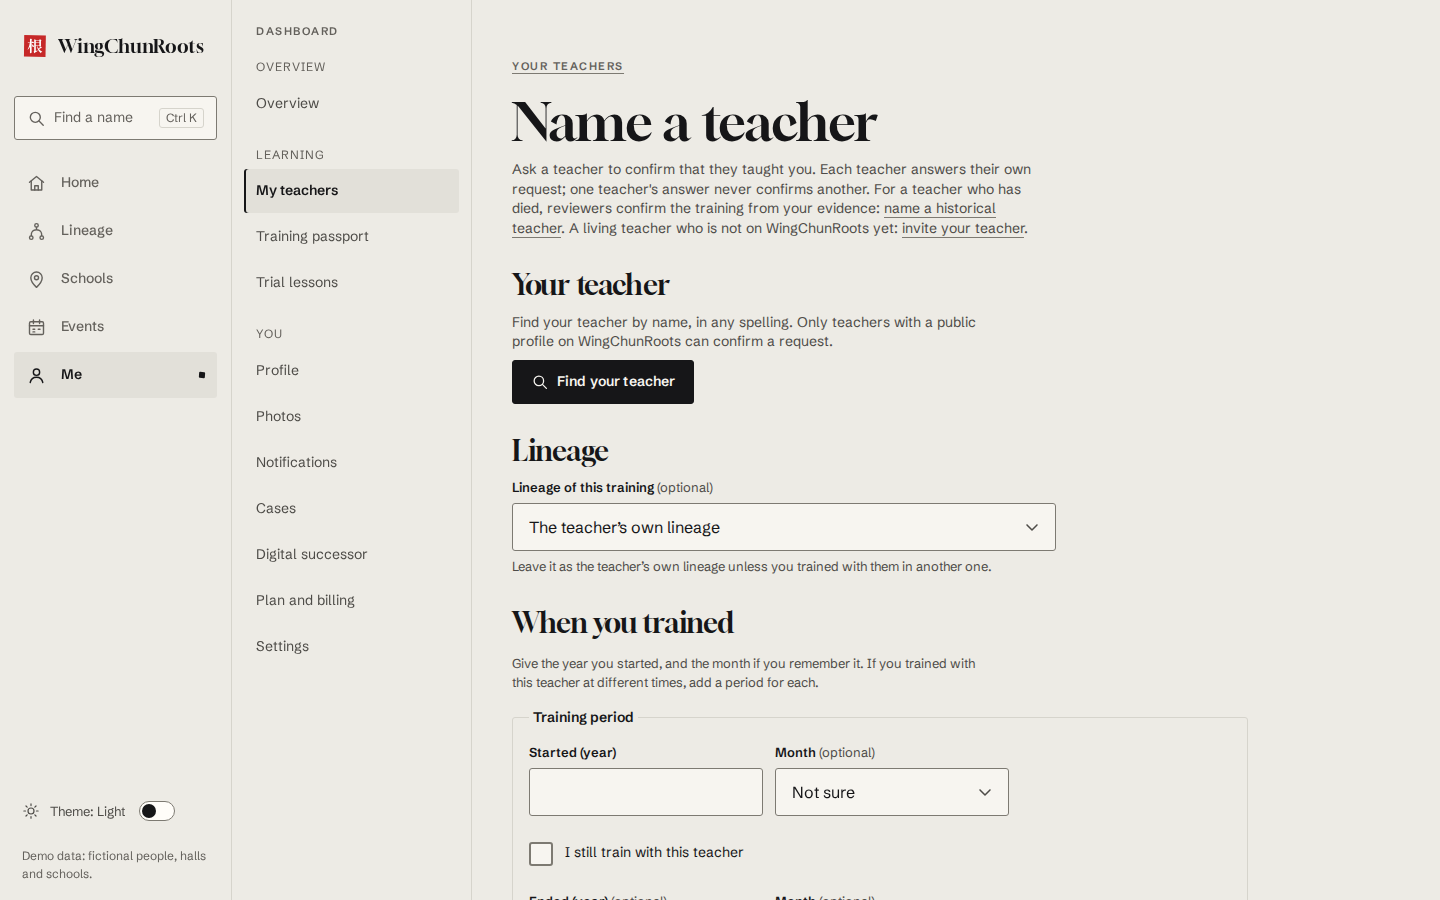 根 WingChunRoots
Find a name Ctrl K
Home
Lineage
Schools
Events
Me
Theme: Light
Demo data: fictional people, halls
and schools.
DASHBOARD
OVERVIEW
Overview
LEARNING
My teachers
Training passport
Trial lessons
YOU
Profile
Photos
Notifications
Cases
Digital successor
Plan and billing
Settings
YOUR TEACHERS
Name a teacher
Ask a teacher to confirm that they taught you. Each teacher answers their own
request; one teacher's answer never confirms another. For a teacher who has
died, reviewers confirm the training from your evidence: name a historical
teacher. A living teacher who is not on WingChunRoots yet: invite your teacher.
Your teacher
Find your teacher by name, in any spelling. Only teachers with a public
profile on WingChunRoots can confirm a request.
Find your teacher
Lineage
Lineage of this training (optional)
The teacher’s own lineage
Leave it as the teacher’s own lineage unless you trained with them in another one.
When you trained
Give the year you started, and the month if you remember it. If you trained with
this teacher at different times, add a period for each.
Training period
Started (year) Month (optional)
Not sure
I still train with this teacher
Ended (year) (optional) Month (optional)